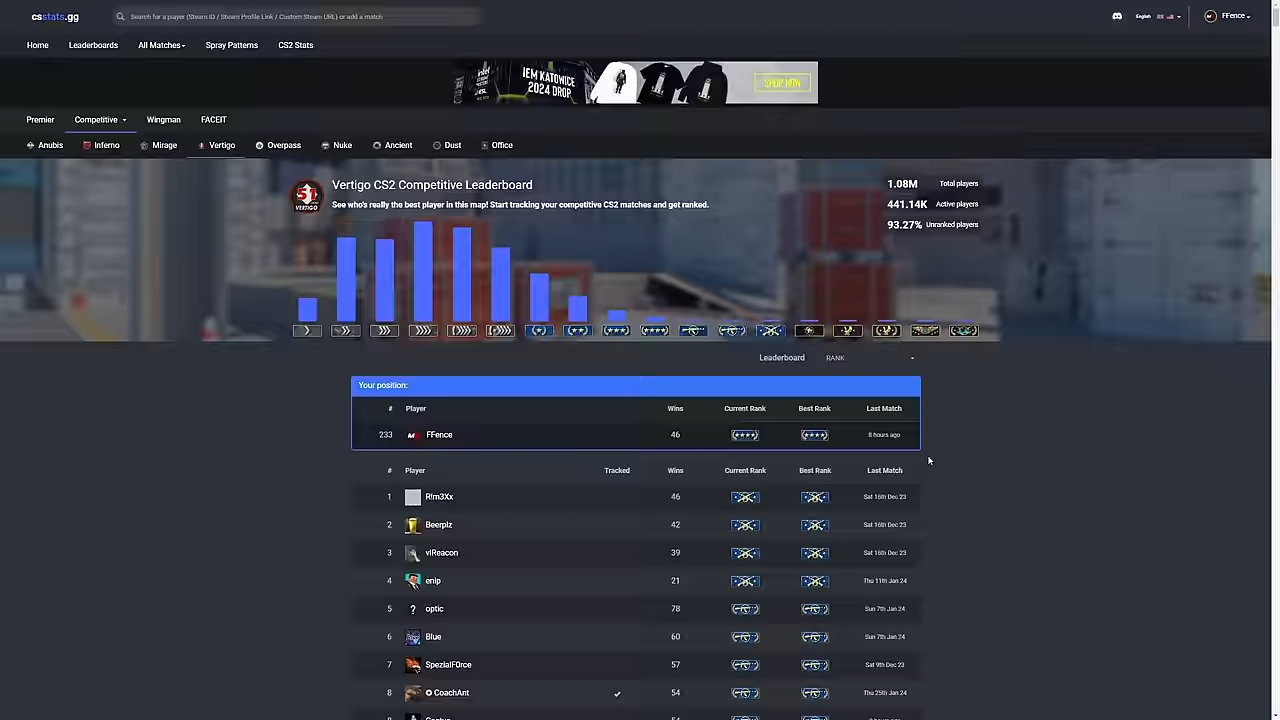 csstats.gg
Search for a player (Steam ID / Steam Profile Link / Custom Steam URL) or add a match
English
FFence
Home Leaderboards All Matches Spray Patterns CS2 Stats
intel
ESL
IEM KATOWICE
2024 DROP
SHOP NOW
Premier Competitive Wingman FACEIT
Anubis Inferno Mirage Vertigo Overpass Nuke Ancient Dust Office
51
VERTIGO
Vertigo CS2 Competitive Leaderboard
See who's really the best player in this map! Start tracking your competitive CS2 matches and get ranked.
1.08M Total players
441.14K Active players
93.27% Unranked players
Leaderboard RANK
Your position:
# Player Wins Current Rank Best Rank Last Match
233 FFence 46 8 hours ago
# Player Tracked Wins Current Rank Best Rank Last Match
1 R!m3Xx 46 Sat 16th Dec 23
2 Beerplz 42 Sat 16th Dec 23
3 vlReacon 39 Sat 16th Dec 23
4 enip 21 Thu 11th Jan 24
5 ? optic 78 Sun 7th Jan 24
6 Blue 60 Sun 7th Jan 24
7 SpezialF0rce 57 Sat 9th Dec 23
8 ✪ CoachAnt ✓ 54 Thu 25th Jan 24